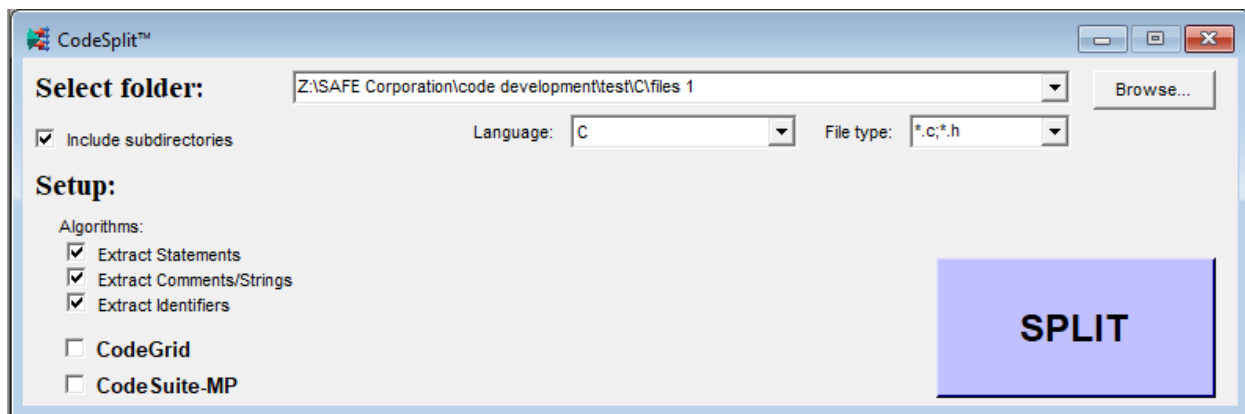 CodeSplit™
Select folder: Z:\SAFE Corporation\code development\test\C\files 1 Browse...
Include subdirectories Language: C File type: *.c;*.h
Setup:
Algorithms:
Extract Statements
Extract Comments/Strings
Extract Identifiers
SPLIT
CodeGrid
CodeSuite-MP